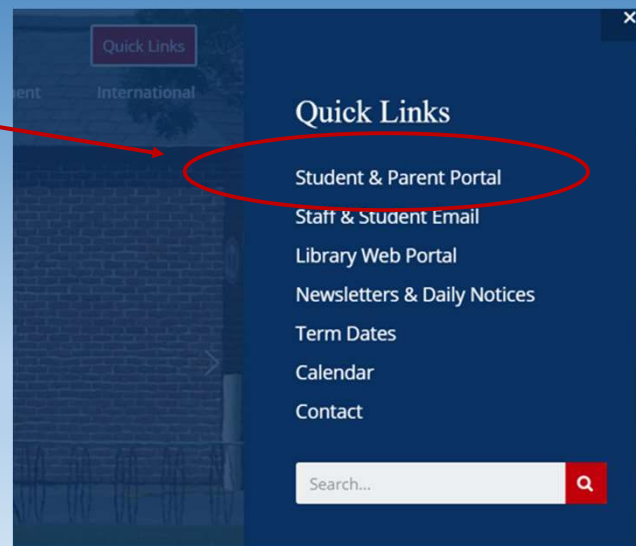 Quick Links
International
Quick Links
Student & Parent Portal
Staff & Student Email
Library Web Portal
Newsletters & Daily Notices
Term Dates
Calendar
Contact
Search...